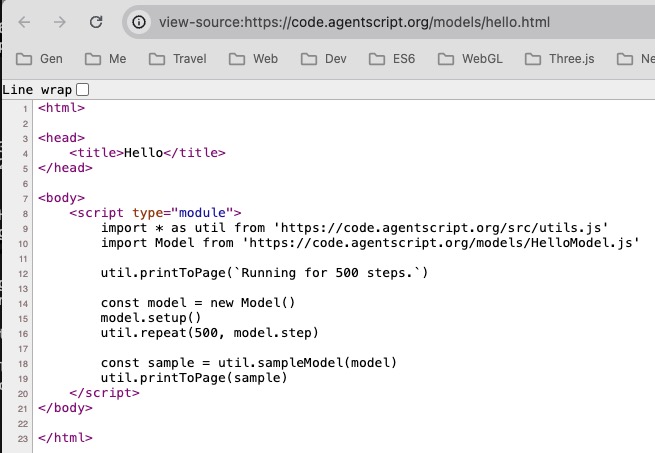 view-source:https://code.agentscript.org/models/hello.html
Gen Me Travel Web Dev ES6 WebGL Three.js
Line wrap
1 <html>
2
3 <head>
4 <title>Hello</title>
5 </head>
6
7 <body>
8 <script type="module">
9 import * as util from 'https://code.agentscript.org/src/utils.js'
10 import Model from 'https://code.agentscript.org/models/HelloModel.js'
11
12 util.printToPage(`Running for 500 steps.`)
13
14 const model = new Model()
15 model.setup()
16 util.repeat(500, model.step)
17
18 const sample = util.sampleModel(model)
19 util.printToPage(sample)
20 </script>
21 </body>
22
23 </html>